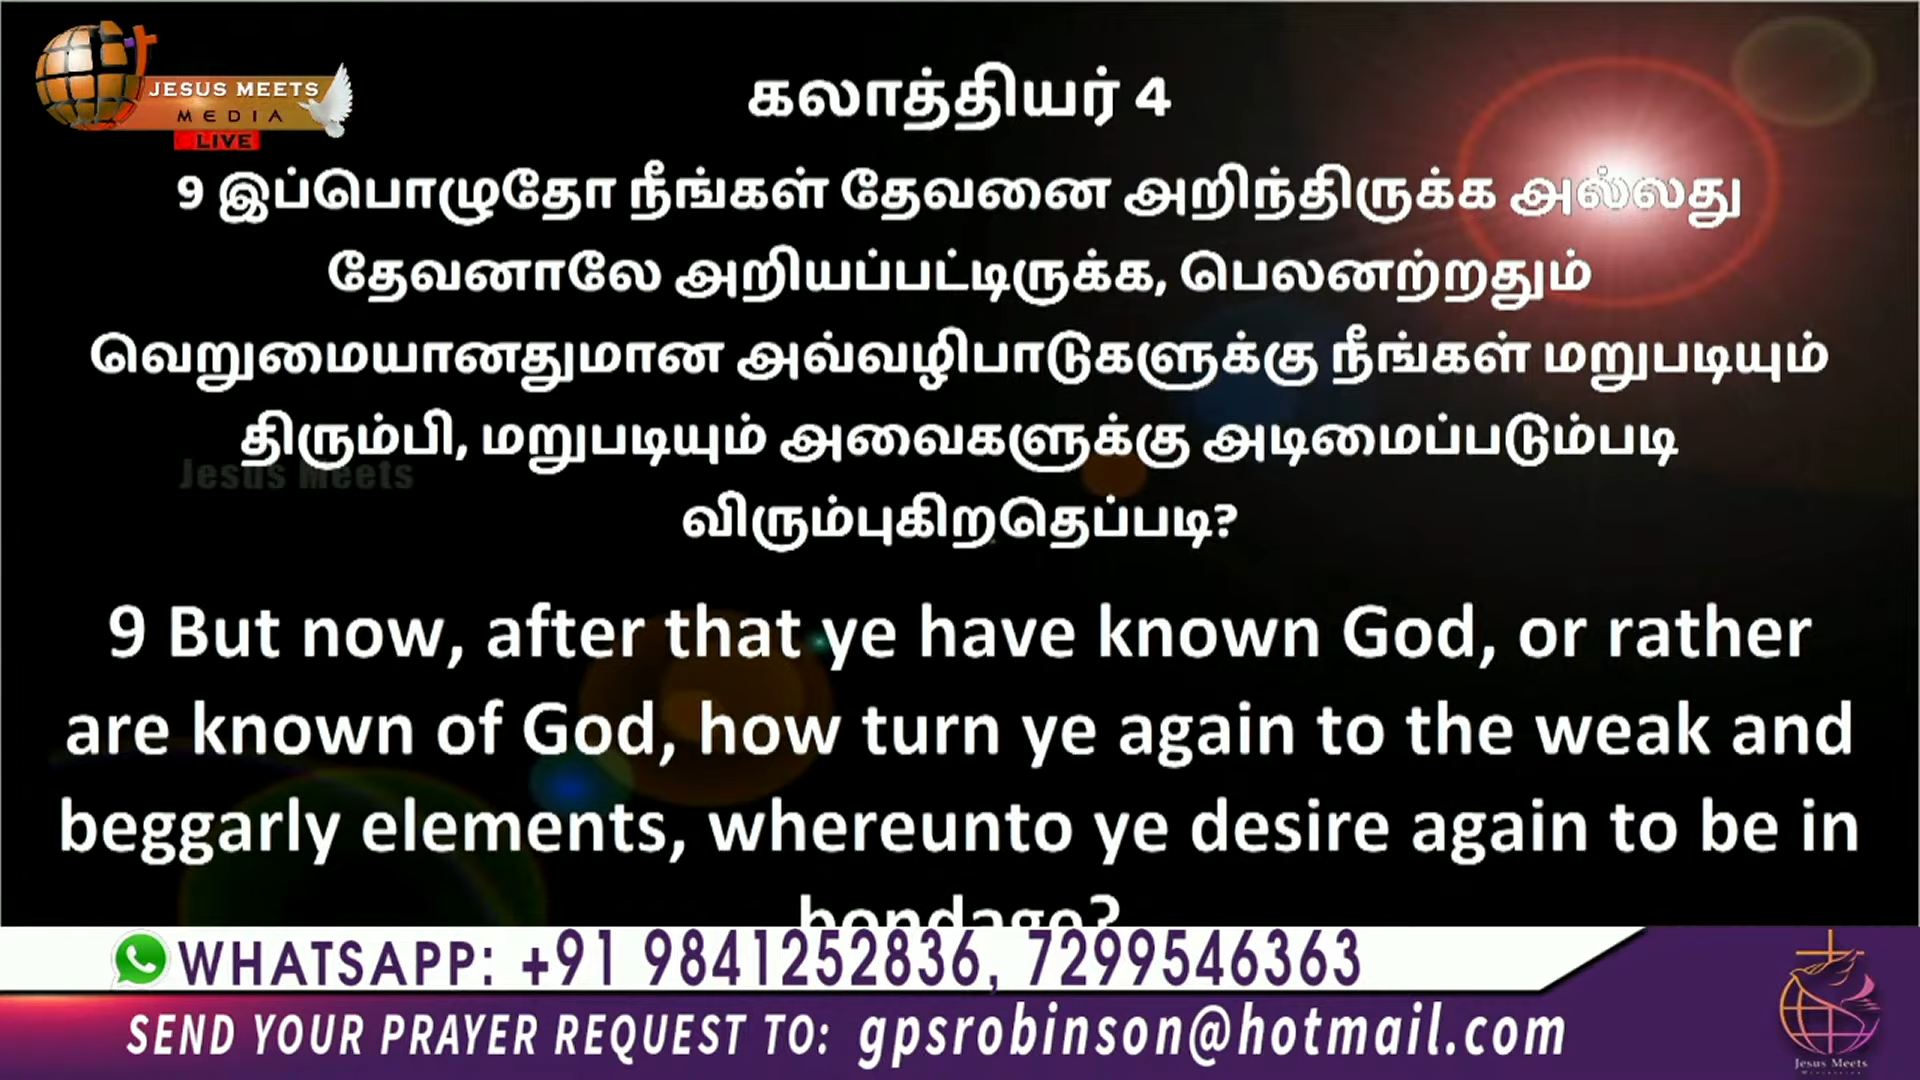 JESUS MEETS
MEDIA
LIVE
கலாத்தியர் 4
9 இப்பொழுதோ நீங்கள் தேவனை அறிந்திருக்க அல்லது
தேவனாலே அறியப்பட்டிருக்க, பெலனற்றதும்
வெறுமையானதுமான அவ்வழிபாடுகளுக்கு நீங்கள் மறுபடியும்
திரும்பி, மறுபடியும் அவைகளுக்கு அடிமைப்படும்படி
Jesus Meets
விரும்புகிறதெப்படி?
9 But now, after that ye have known God, or rather
are known of God, how turn ye again to the weak and
beggarly elements, whereunto ye desire again to be in
bondage?
WHATSAPP: +91 9841252836, 7299546363
SEND YOUR PRAYER REQUEST TO: gpsrobinson@hotmail.com
Jesus Meets